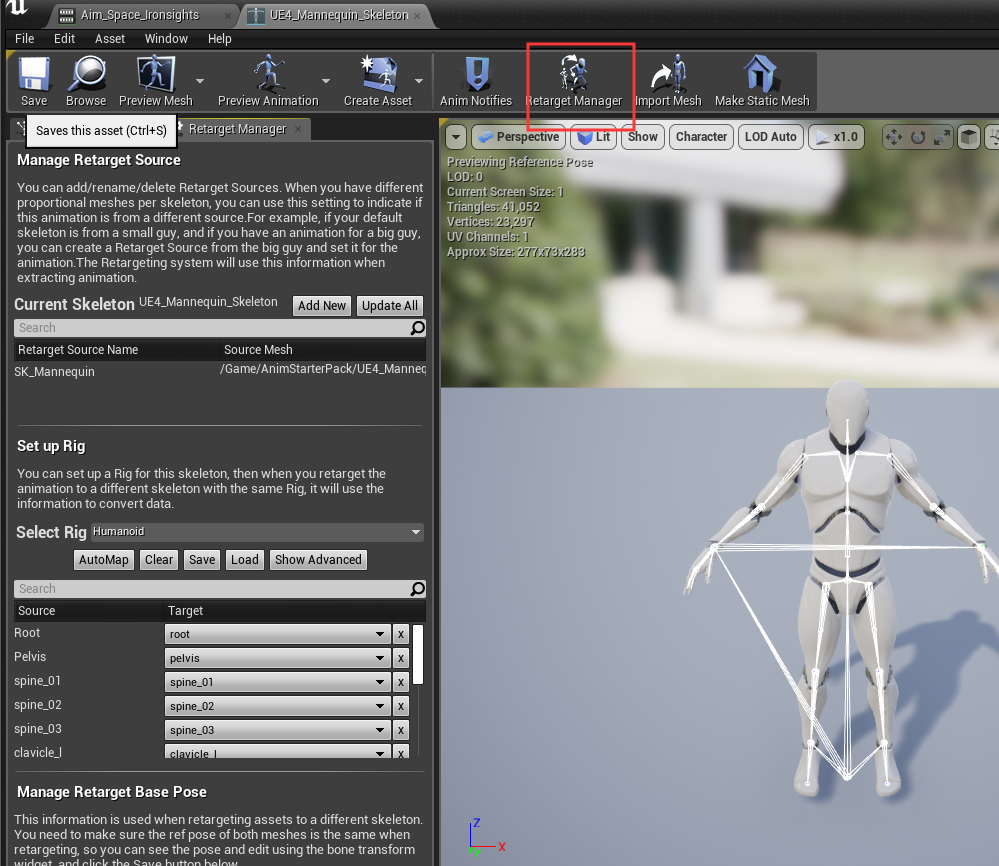 Aim_Space_Ironsights
UE4_Mannequin_Skeleton
File Edit Asset Window Help
Save Browse Preview Mesh Preview Animation Create Asset Anim Notifies Retarget Manager Import Mesh Make Static Mesh
Saves this asset (Ctrl+S)
Retarget Manager
Perspective Lit Show Character LOD Auto x1.0
Previewing Reference Pose
LOD: 0
Current Screen Size: 1
Triangles: 41,052
Vertices: 23,297
UV Channels: 1
Approx Size: 277x73x283
Manage Retarget Source
You can add/rename/delete Retarget Sources. When you have different
proportional meshes per skeleton, you can use this setting to indicate if
this animation is from a different source.For example, if your default
skeleton is from a small guy, and if you have an animation for a big guy,
you can create a Retarget Source from the big guy and set it for the
animation.The Retargeting system will use this information when
extracting animation.
Current Skeleton UE4_Mannequin_Skeleton Add New Update All
Search
Retarget Source Name Source Mesh
SK_Mannequin /Game/AnimStarterPack/UE4_Manneq
Set up Rig
You can set up a Rig for this skeleton, then when you retarget the
animation to a different skeleton with the same Rig, it will use the
information to convert data.
Select Rig Humanoid
AutoMap Clear Save Load Show Advanced
Search
Source Target
Root root x
Pelvis pelvis x
spine_01 spine_01 x
spine_02 spine_02 x
spine_03 spine_03 x
clavicle_l clavicle_l x
Manage Retarget Base Pose
This information is used when retargeting assets to a different skeleton.
You need to make sure the ref pose of both meshes is the same when
retargeting, so you can see the pose and edit using the bone transform
widget, and click the Save button below.
Z
X